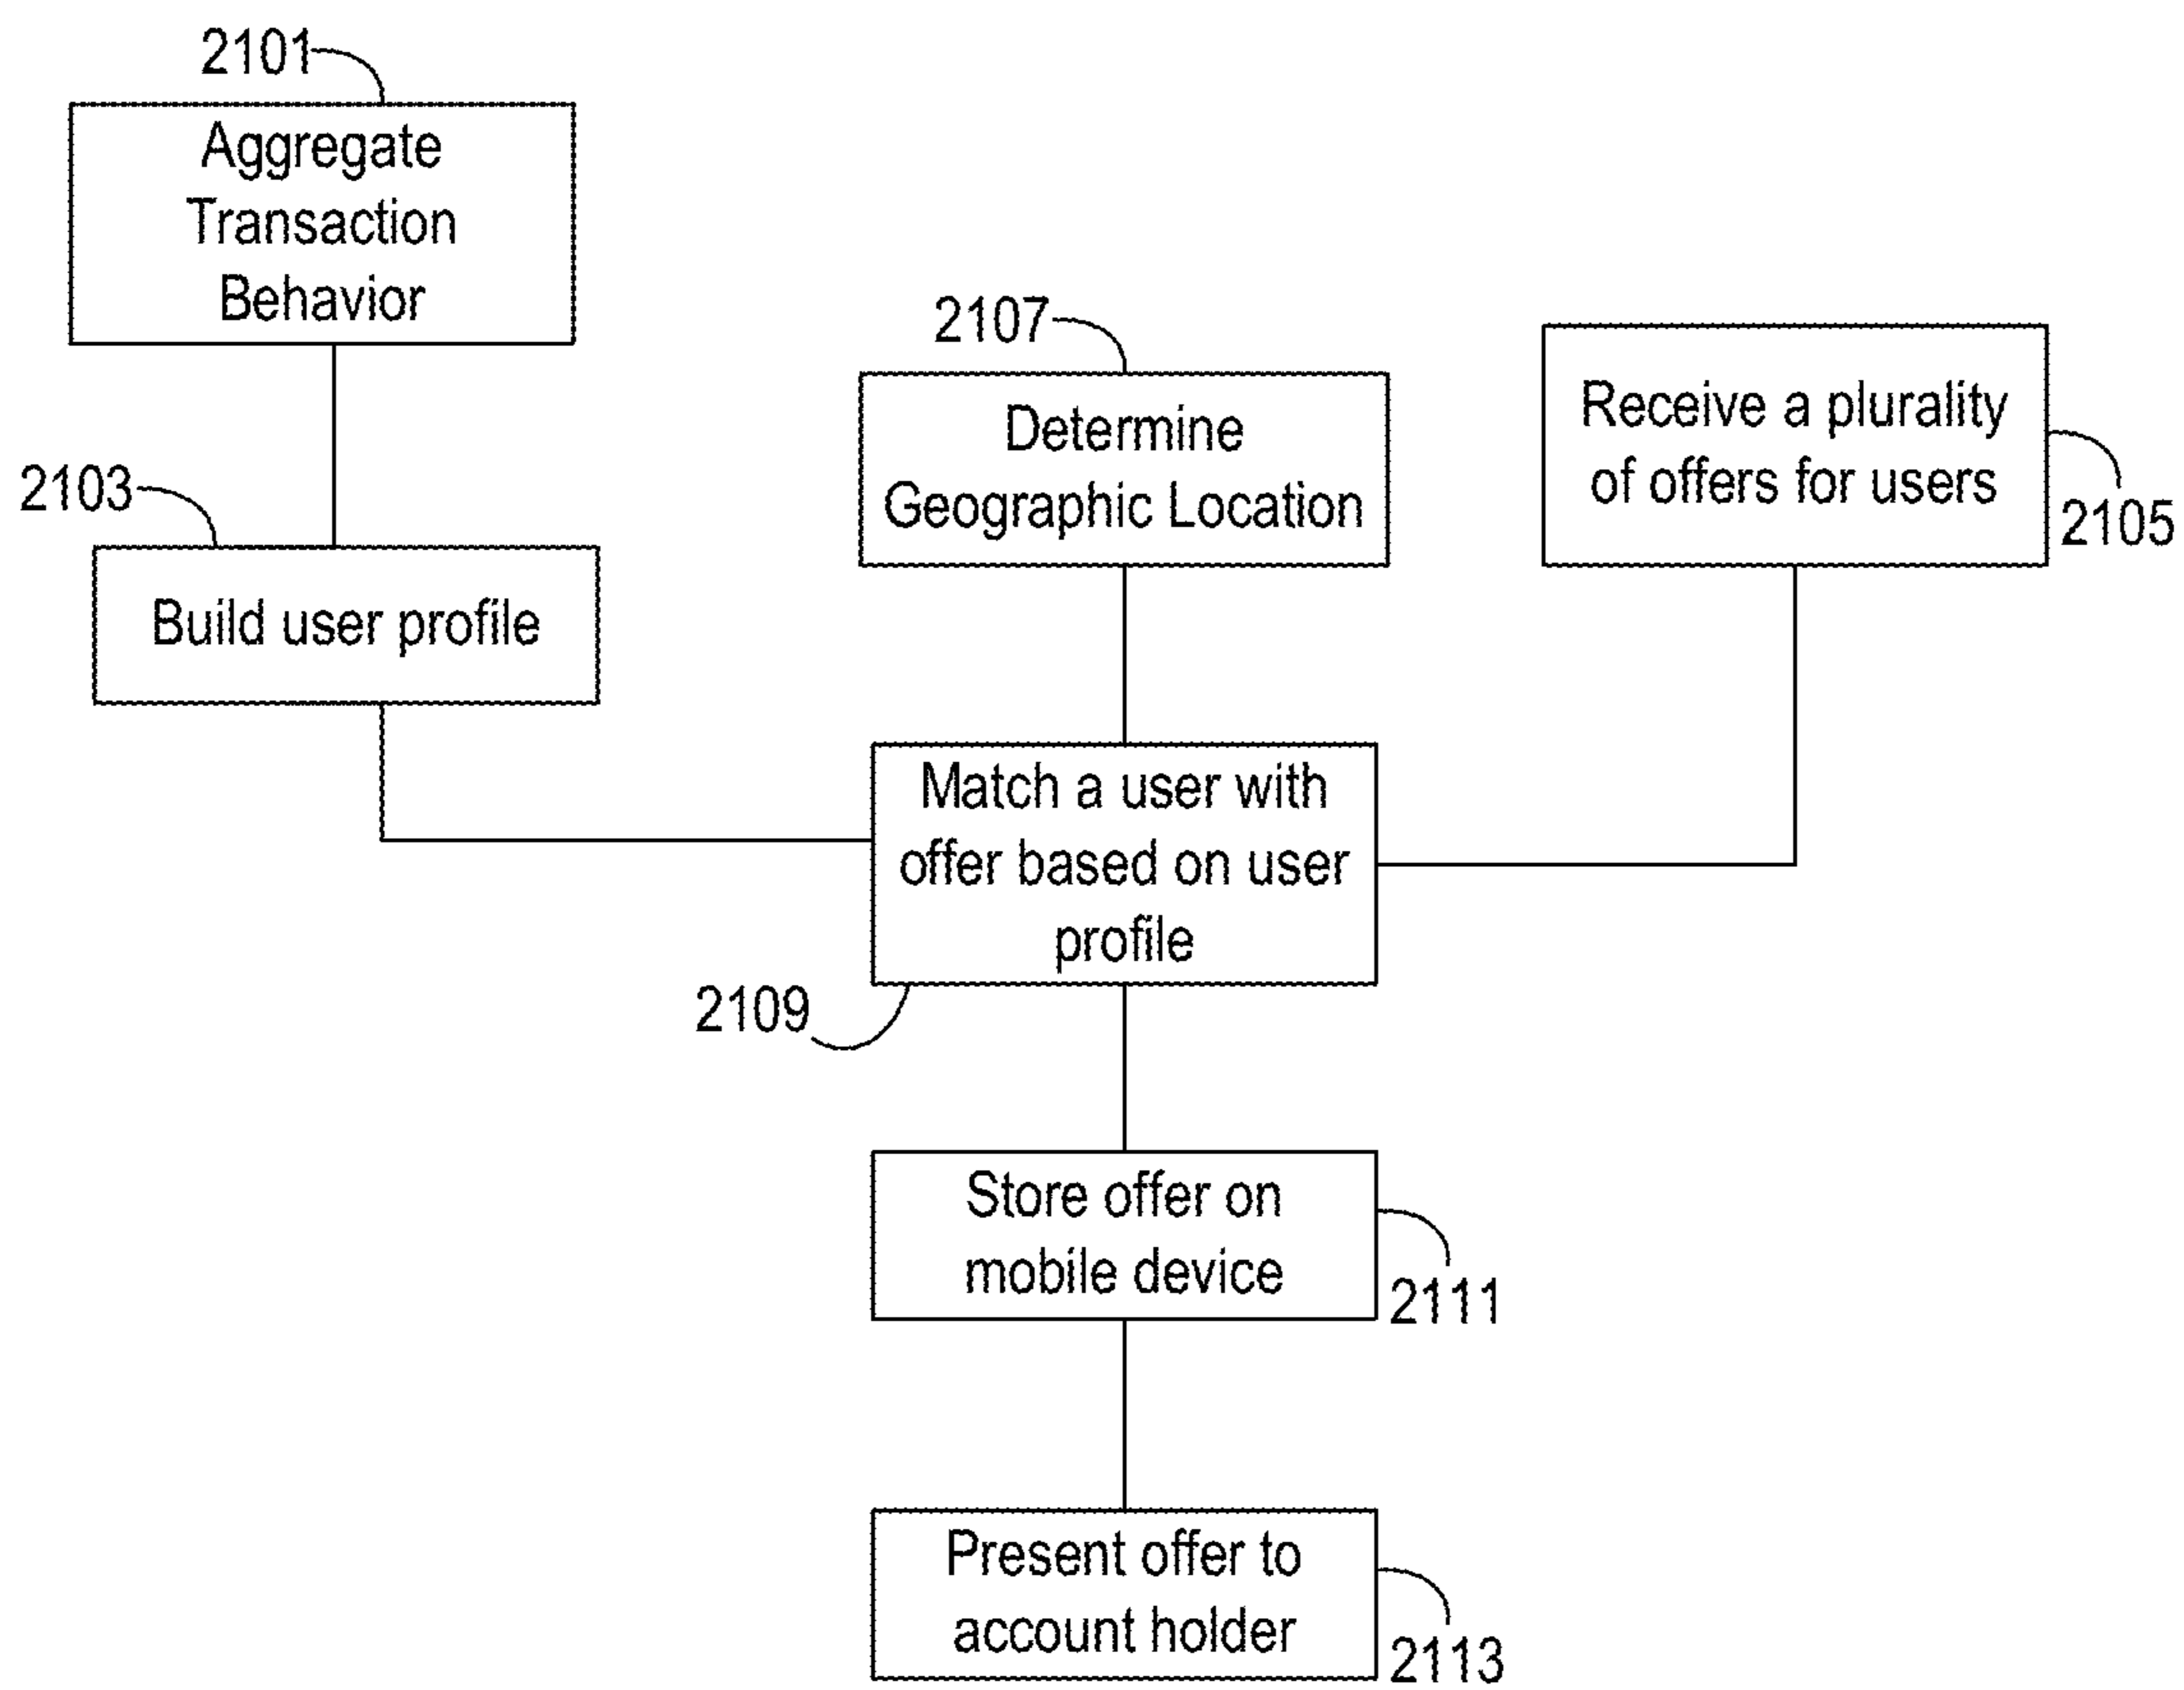 2101
Aggregate
Transaction
Behavior
2103
Build user profile
2107
Determine
Geographic Location
Receive a plurality
of offers for users
2105
Match a user with
offer based on user
profile
2109
Store offer on
mobile device
2111
Present offer to
account holder
2113